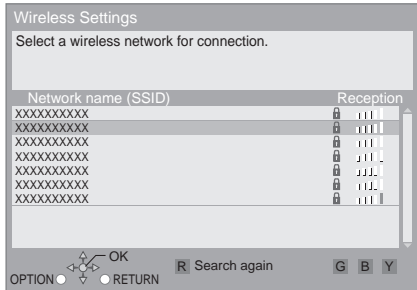 Wireless Settings
Select a wireless network for connection.
Network name (SSID) Reception
XXXXXXXXXX
XXXXXXXXXX
XXXXXXXXXX
XXXXXXXXXX
XXXXXXXXXX
XXXXXXXXXX
XXXXXXXXXX
OK
R Search again G B Y
OPTION RETURN